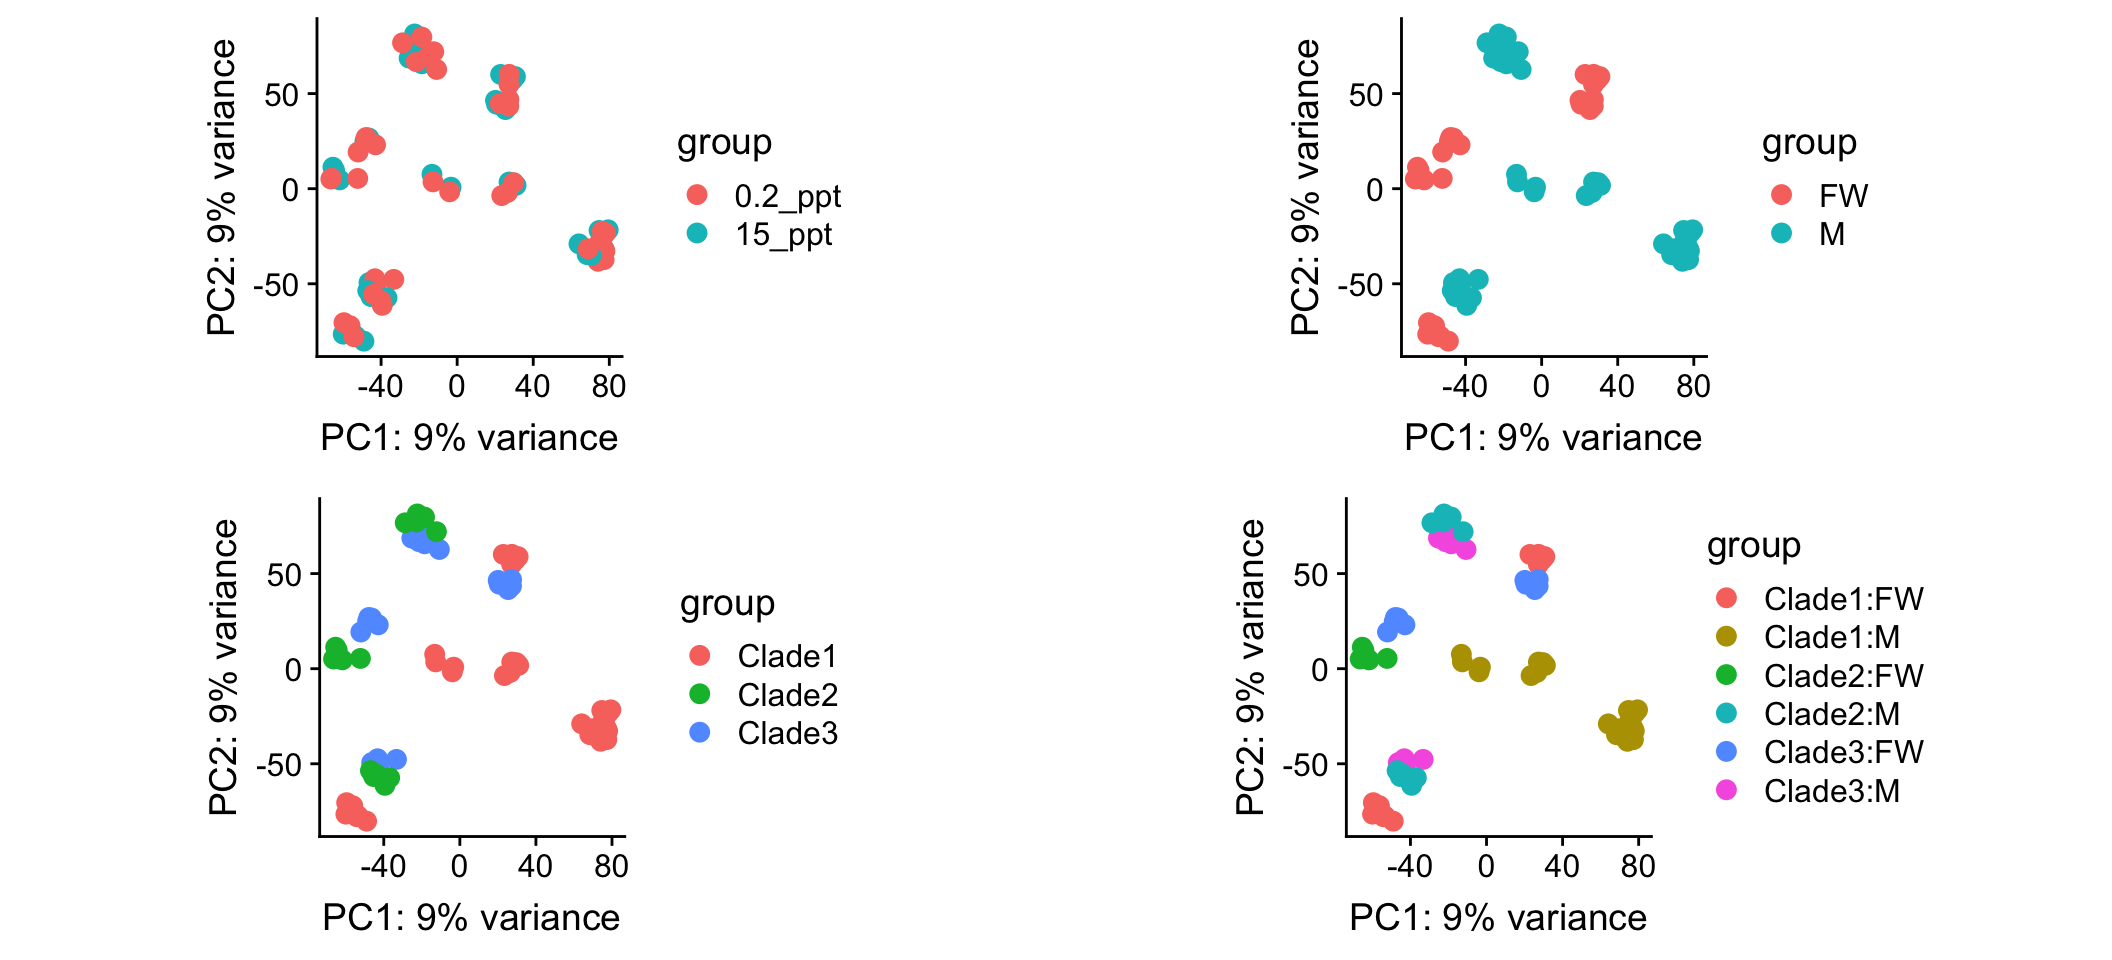 PC2: 9% variance
50
0
-50
-40 0 40 80
PC1: 9% variance
group
0.2_ppt
15_ppt
PC2: 9% variance
50
0
-50
-40 0 40 80
PC1: 9% variance
group
FW
M
PC2: 9% variance
50
0
-50
-40 0 40 80
PC1: 9% variance
group
Clade1
Clade2
Clade3
PC2: 9% variance
50
0
-50
-40 0 40 80
PC1: 9% variance
group
Clade1:FW
Clade1:M
Clade2:FW
Clade2:M
Clade3:FW
Clade3:M